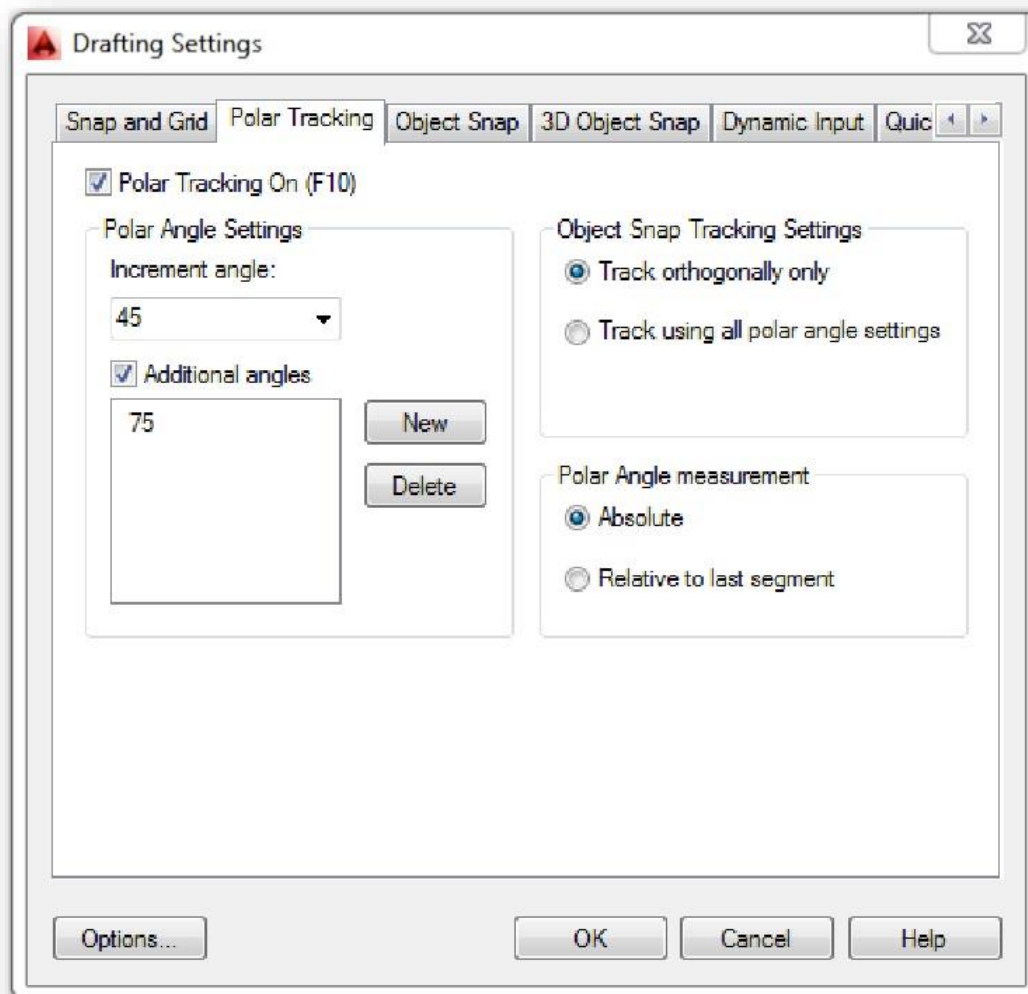 Drafting Settings
Snap and Grid Polar Tracking Object Snap 3D Object Snap Dynamic Input Quic
Polar Tracking On (F10)
Polar Angle Settings
Increment angle:
45
Additional angles
75
New
Delete
Object Snap Tracking Settings
Track orthogonally only
Track using all polar angle settings
Polar Angle measurement
Absolute
Relative to last segment
Options... OK Cancel Help